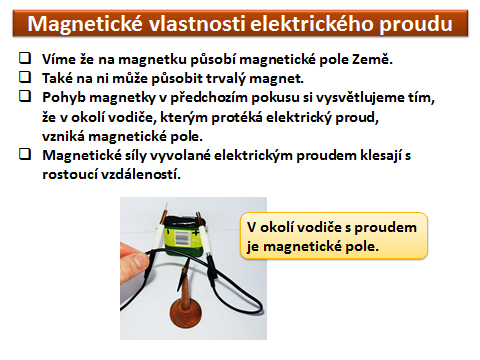 Magnetické vlastnosti elektrického proudu
❑ Víme že na magnetku působí magnetické pole Země.
❑ Také na ni může působit trvalý magnet.
❑ Pohyb magnetky v předchozím pokusu si vysvětlujeme tím,
že v okolí vodiče, kterým protéká elektrický proud,
vzniká magnetické pole.
❑ Magnetické síly vyvolané elektrickým proudem klesají s
rostoucí vzdáleností.
V okolí vodiče s proudem
je magnetické pole.